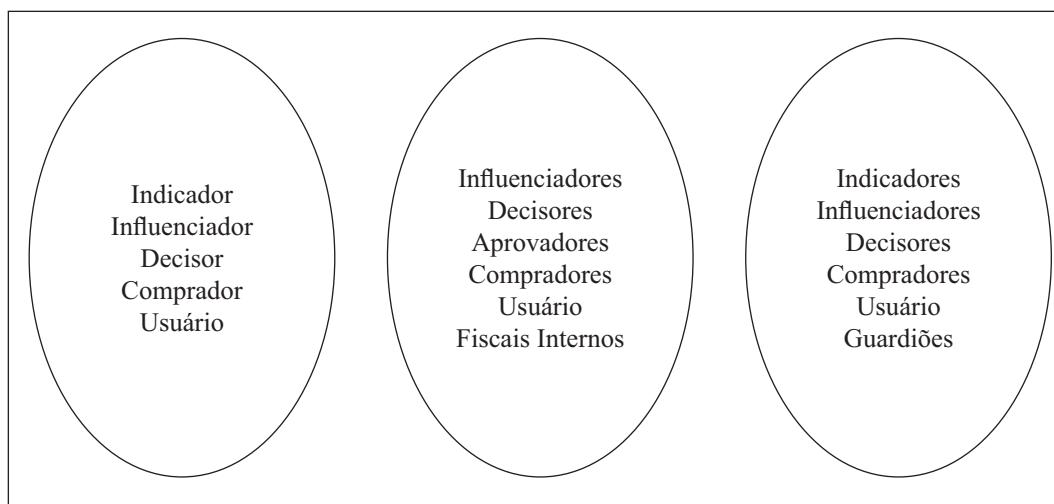 Indicador
Influenciador
Decisor
Comprador
Usuário
Influenciadores
Decisores
Aprovadores
Compradores
Usuário
Fiscais Internos
Indicadores
Influenciadores
Decisores
Compradores
Usuário
Guardiões